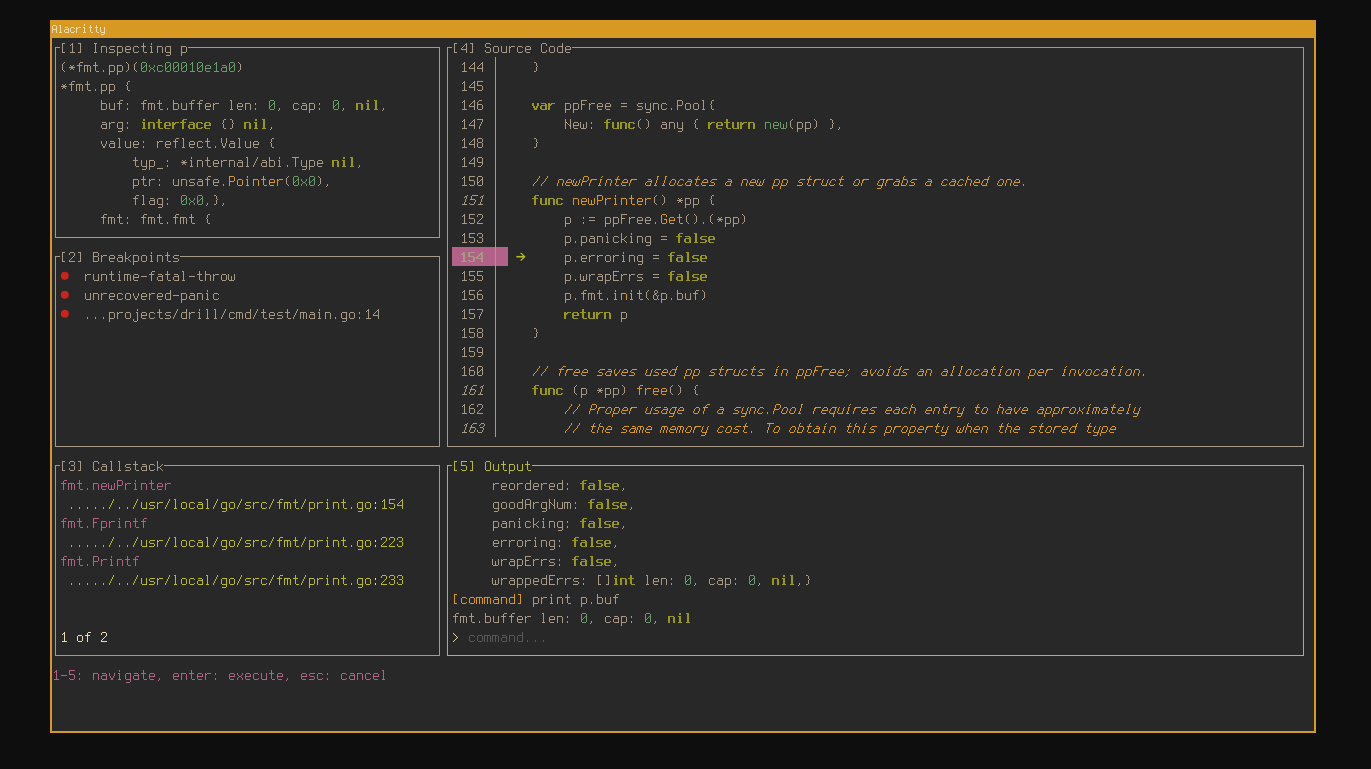 Alacritty
[1] Inspecting p
(*fmt.pp)(0xc00010e1a0)
*fmt.pp {
buf: fmt.buffer len: 0, cap: 0, nil,
arg: interface {} nil,
value: reflect.Value {
typ_: *internal/abi.Type nil,
ptr: unsafe.Pointer(0x0),
flag: 0x0,},
fmt: fmt.fmt {
[2] Breakpoints
runtime-fatal-throw
unrecovered-panic
...projects/drill/cmd/test/main.go:14
[3] Callstack
fmt.newPrinter
...../../usr/local/go/src/fmt/print.go:154
fmt.Fprintf
...../../usr/local/go/src/fmt/print.go:223
fmt.Printf
...../../usr/local/go/src/fmt/print.go:233
1 of 2
[4] Source Code
144 }
145
146 var ppFree = sync.Pool{
147 New: func() any { return new(pp) },
148 }
149
150 // newPrinter allocates a new pp struct or grabs a cached one.
151 func newPrinter() *pp {
152 p := ppFree.Get().(*pp)
153 p.panicking = false
154 → p.erroring = false
155 p.wrapErrs = false
156 p.fmt.init(&p.buf)
157 return p
158 }
159
160 // free saves used pp structs in ppFree; avoids an allocation per invocation.
161 func (p *pp) free() {
162 // Proper usage of a sync.Pool requires each entry to have approximately
163 // the same memory cost. To obtain this property when the stored type
[5] Output
reordered: false,
goodArgNum: false,
panicking: false,
erroring: false,
wrapErrs: false,
wrappedErrs: []int len: 0, cap: 0, nil,}
[command] print p.buf
fmt.buffer len: 0, cap: 0, nil
> command...
1-5: navigate, enter: execute, esc: cancel